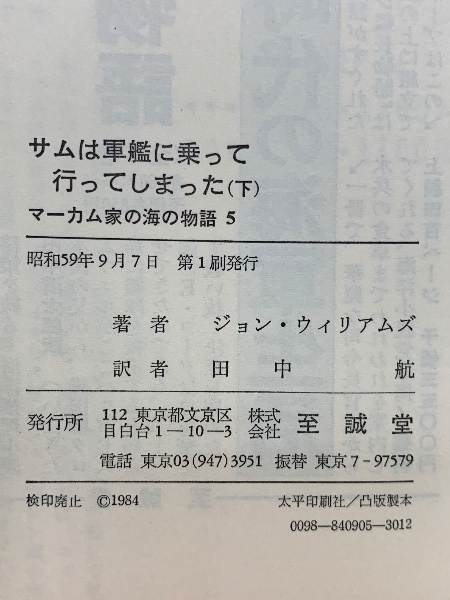 サムは軍艦に乗って
行ってしまった(下)
マーカム家の海の物語 5
昭和59年9月7日 第1刷発行
著者 ジョン・ウィリアムズ
訳者 田中航
発行所 112 東京都文京区 株式 至誠堂
目白台1-10-3 会社
電話 東京03(947)3951 振替 東京7-97579
検印廃止 ©1984 太平印刷社/凸版製本
0098-840905-3012